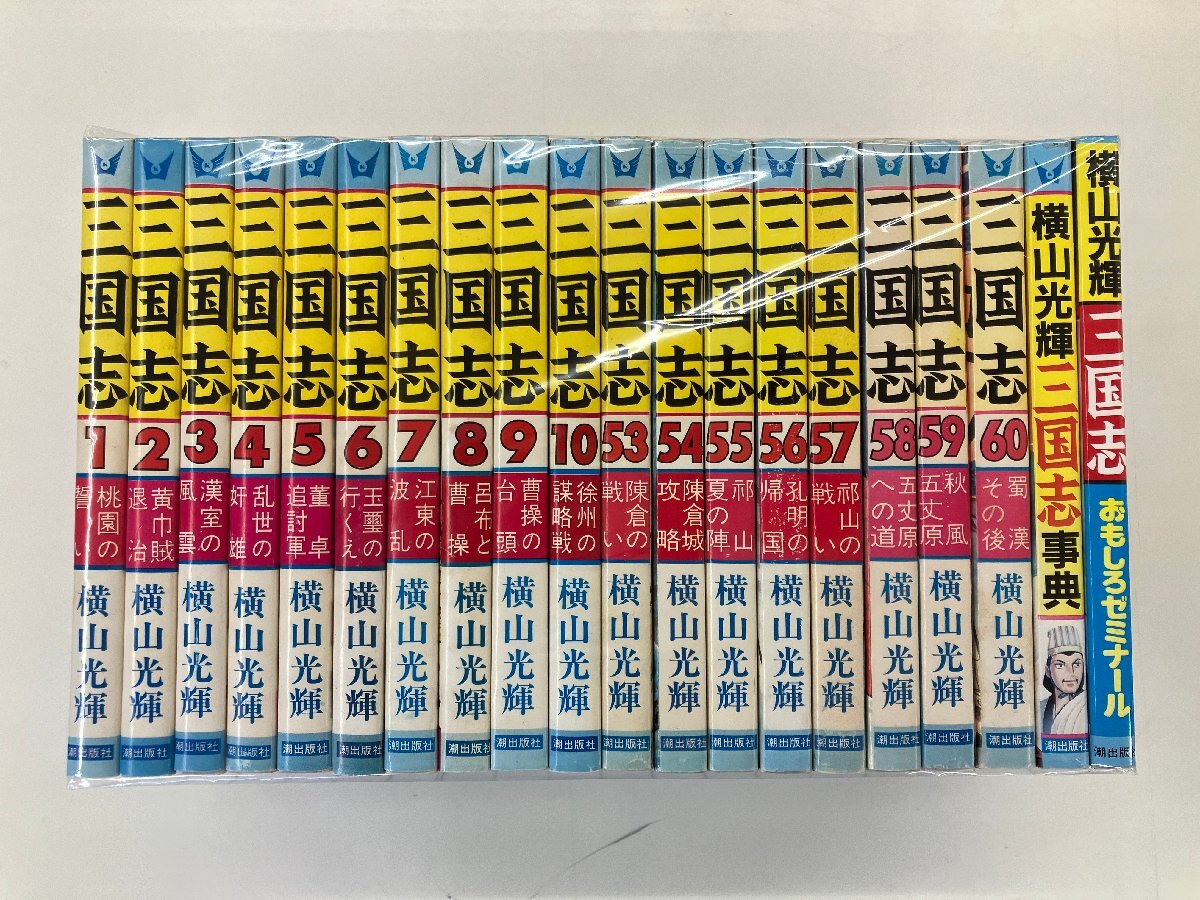 三国志
1
桃園の
誓い
横山光輝
潮出版社
三国志
2
黄巾賊
退治
横山光輝
潮出版社
三国志
3
漢室の
風雲
横山光輝
潮出版社
三国志
4
乱世の
奸雄
横山光輝
潮出版社
三国志
5
董卓
追討軍
横山光輝
潮出版社
三国志
6
玉璽の
行くえ
横山光輝
潮出版社
三国志
7
江東の
波乱
横山光輝
潮出版社
三国志
8
呂布と
曹操
横山光輝
潮出版社
三国志
9
曹操の
台頭
横山光輝
潮出版社
三国志
10
徐州の
謀略戦
横山光輝
潮出版社
三国志
53
陳倉の
戦い
横山光輝
潮出版社
三国志
54
陳倉城
攻略
横山光輝
潮出版社
三国志
55
祁山
夏の陣
横山光輝
潮出版社
三国志
56
孔明の
帰国
横山光輝
潮出版社
三国志
57
祁山の
戦い
横山光輝
潮出版社
三国志
58
五丈原
への道
横山光輝
潮出版社
三国志
59
秋風
五丈原
横山光輝
潮出版社
三国志
60
蜀漢
その後
横山光輝
潮出版社
横山光輝三国志事典
潮出版社
横山光輝三国志おもしろゼミナール
潮出版社